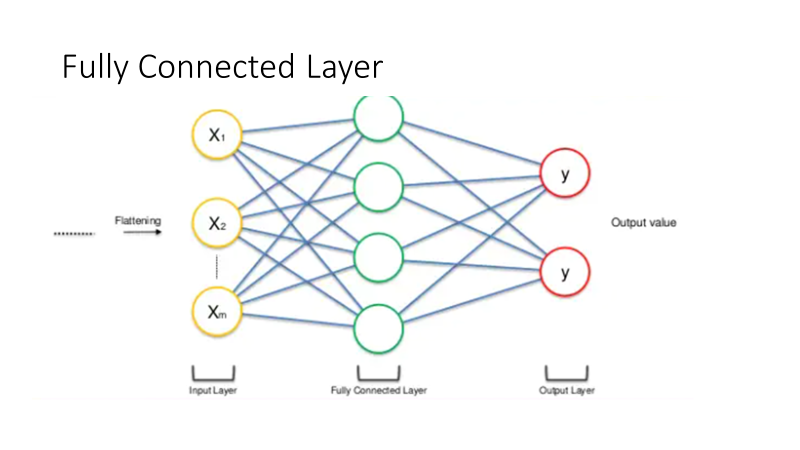 Fully Connected Layer
X1
Flattening
X2
Xm
y
y
Output value
Input Layer
Fully Connected Layer
Output Layer